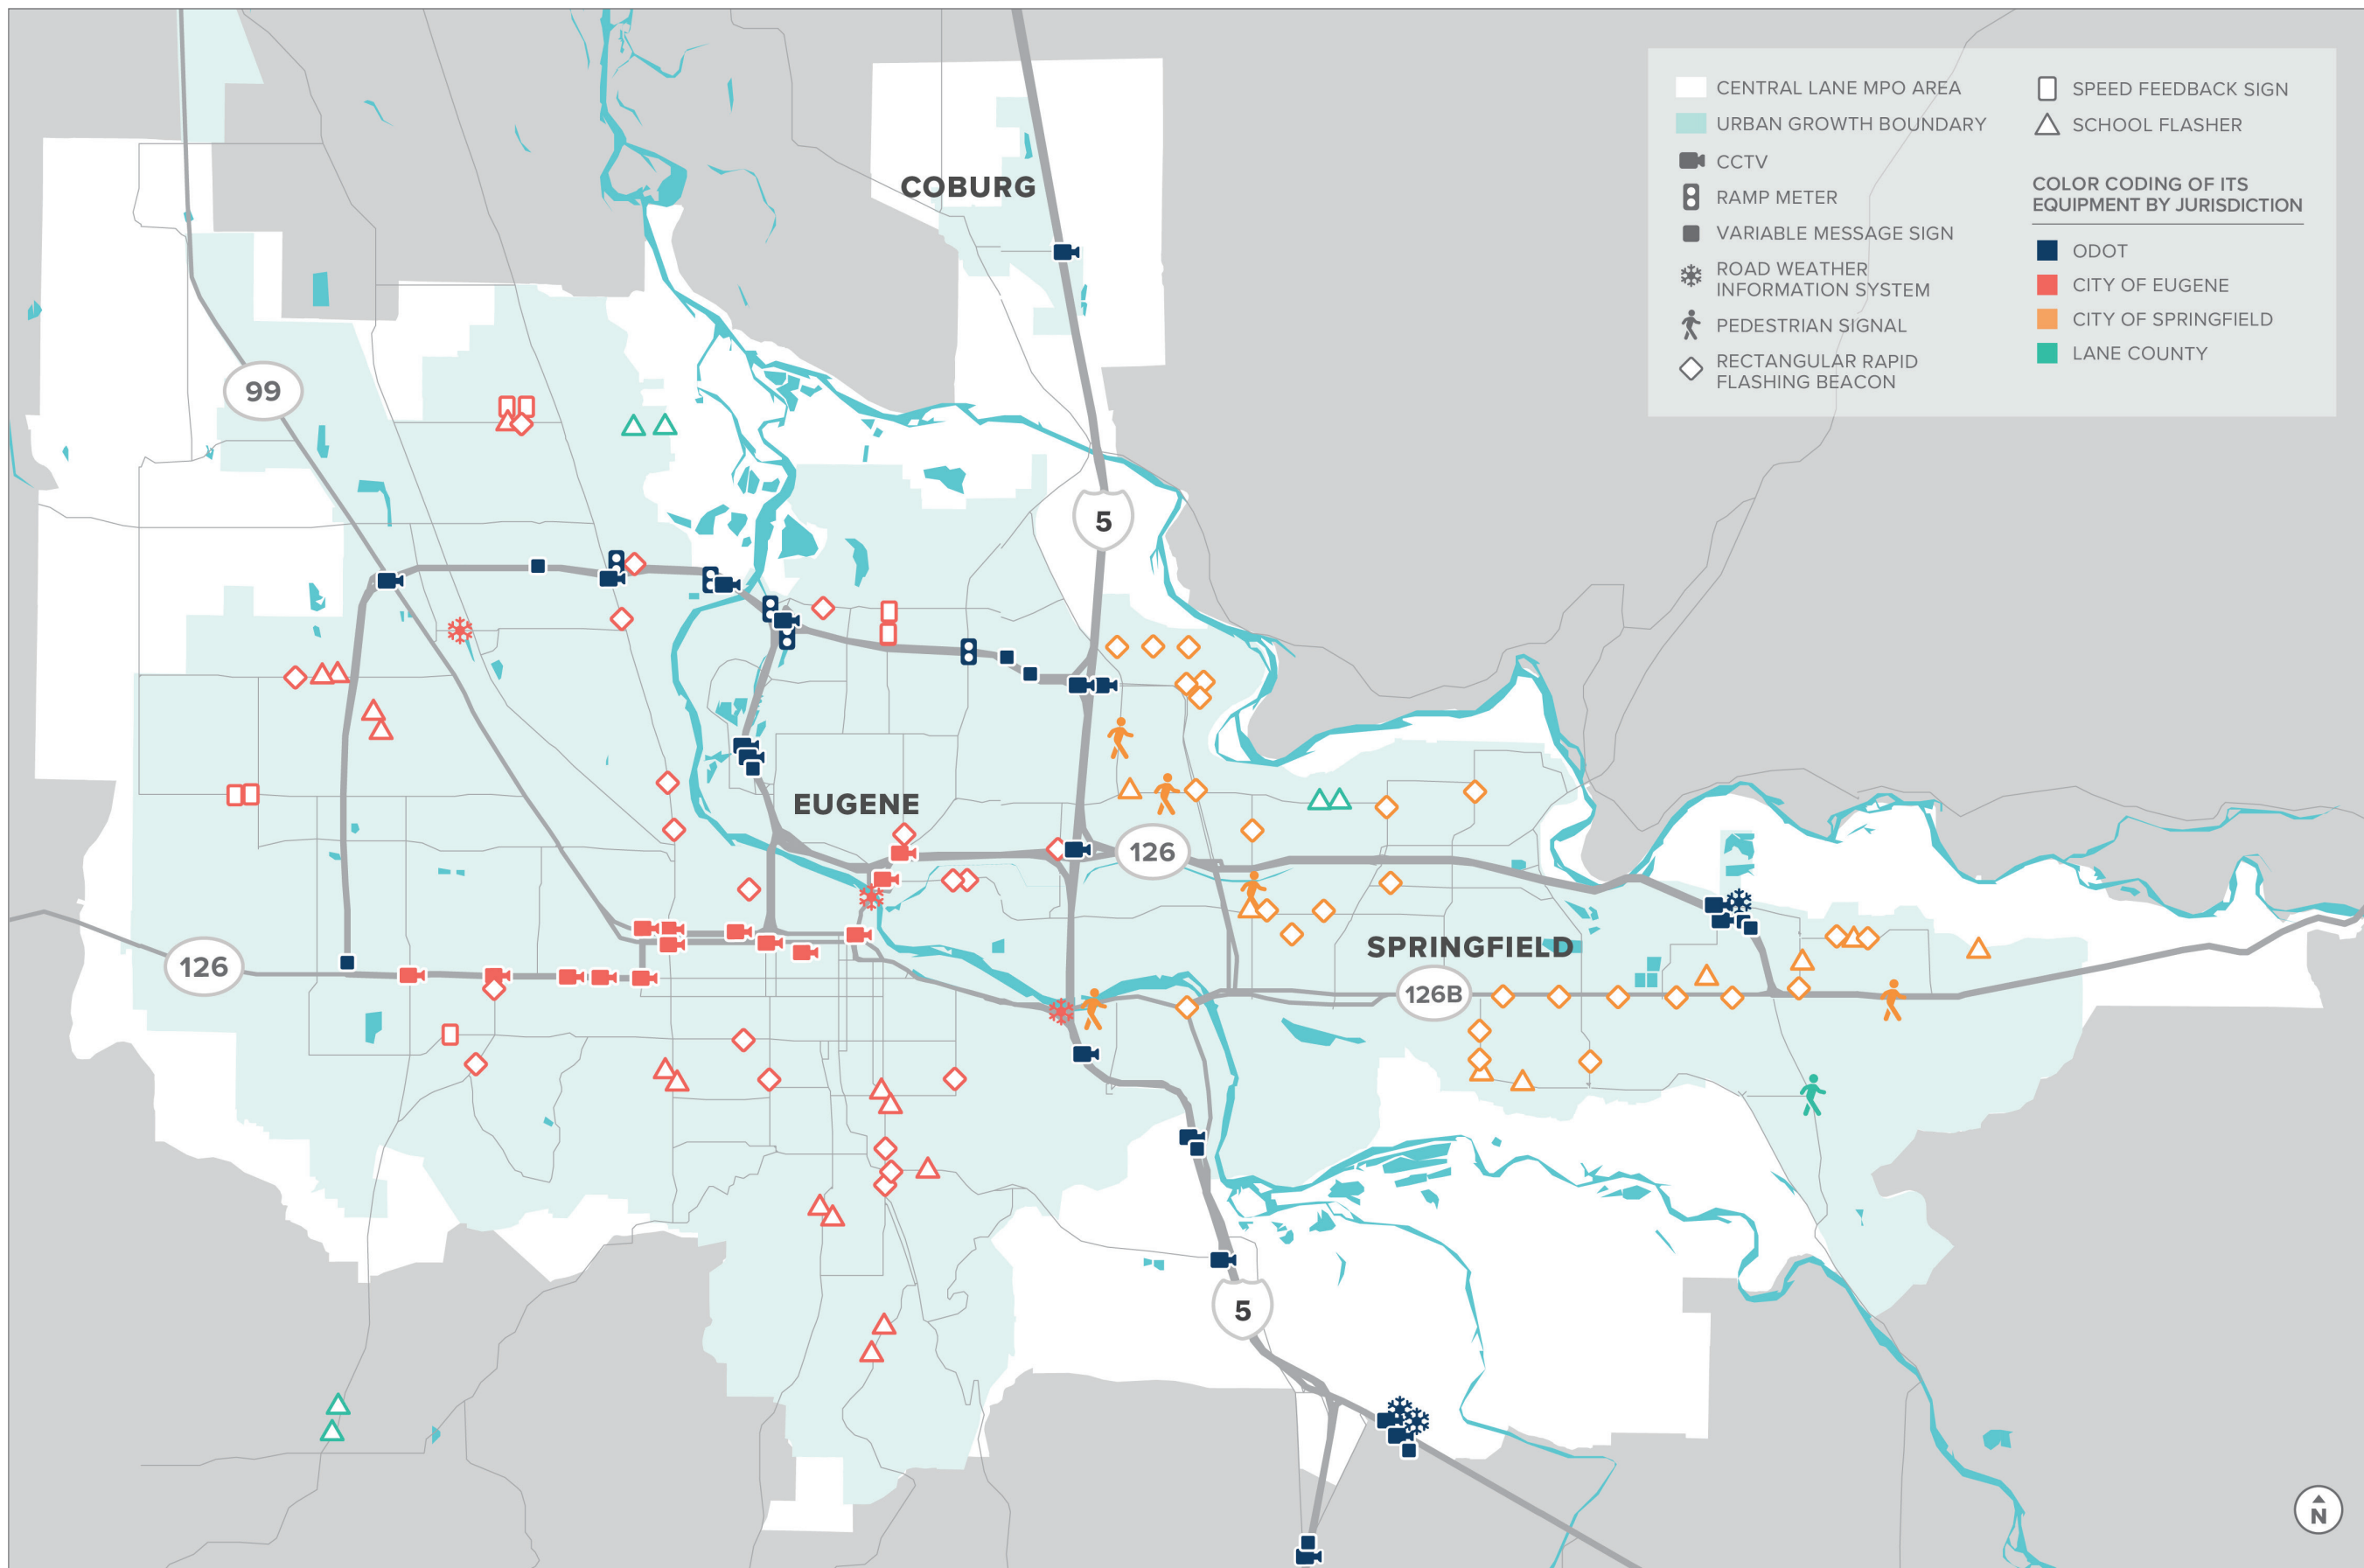 CENTRAL LANE MPO AREA
URBAN GROWTH BOUNDARY
CCTV
RAMP METER
VARIABLE MESSAGE SIGN
ROAD WEATHER
INFORMATION SYSTEM
PEDESTRIAN SIGNAL
RECTANGULAR RAPID
FLASHING BEACON
SPEED FEEDBACK SIGN
SCHOOL FLASHER
COLOR CODING OF ITS
EQUIPMENT BY JURISDICTION
ODOT
CITY OF EUGENE
CITY OF SPRINGFIELD
LANE COUNTY
COBURG
99
5
EUGENE
126
SPRINGFIELD
126
126B
5
N